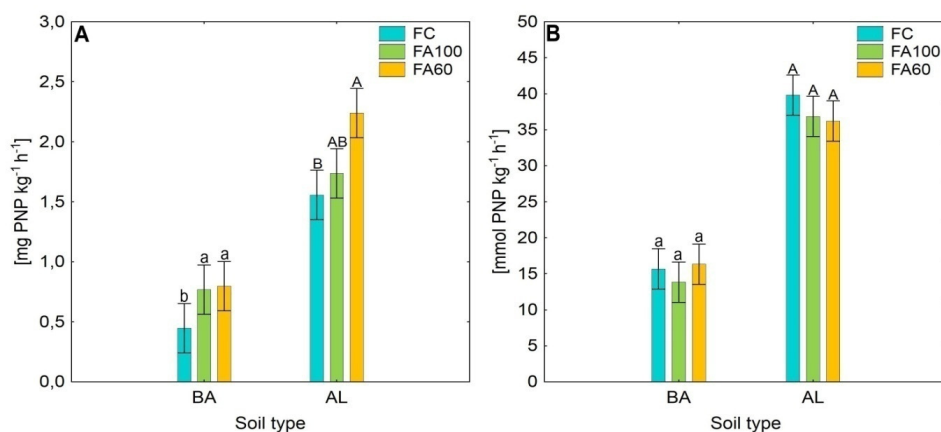 A
FC
FA100
FA60
3,0
2,5
2,0
1,5
1,0
0,5
0,0
[mg PNP kg⁻¹ h⁻¹]
b
a
a
B
AB
A
BA
AL
Soil type
B
FC
FA100
FA60
50
45
40
35
30
25
20
15
10
5
0
[mmol PNP kg⁻¹ h⁻¹]
a
a
a
A
A
A
BA
AL
Soil type